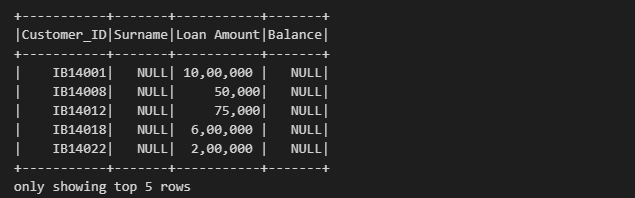 +-----------+-------+-----------+-------+
|Customer_ID|Surname|Loan Amount|Balance|
+-----------+-------+-----------+-------+
|    IB14001|   NULL| 10,00,000 |   NULL|
|    IB14008|   NULL|     50,000|   NULL|
|    IB14012|   NULL|     75,000|   NULL|
|    IB14018|   NULL|  6,00,000 |   NULL|
|    IB14022|   NULL|  2,00,000 |   NULL|
+-----------+-------+-----------+-------+
only showing top 5 rows